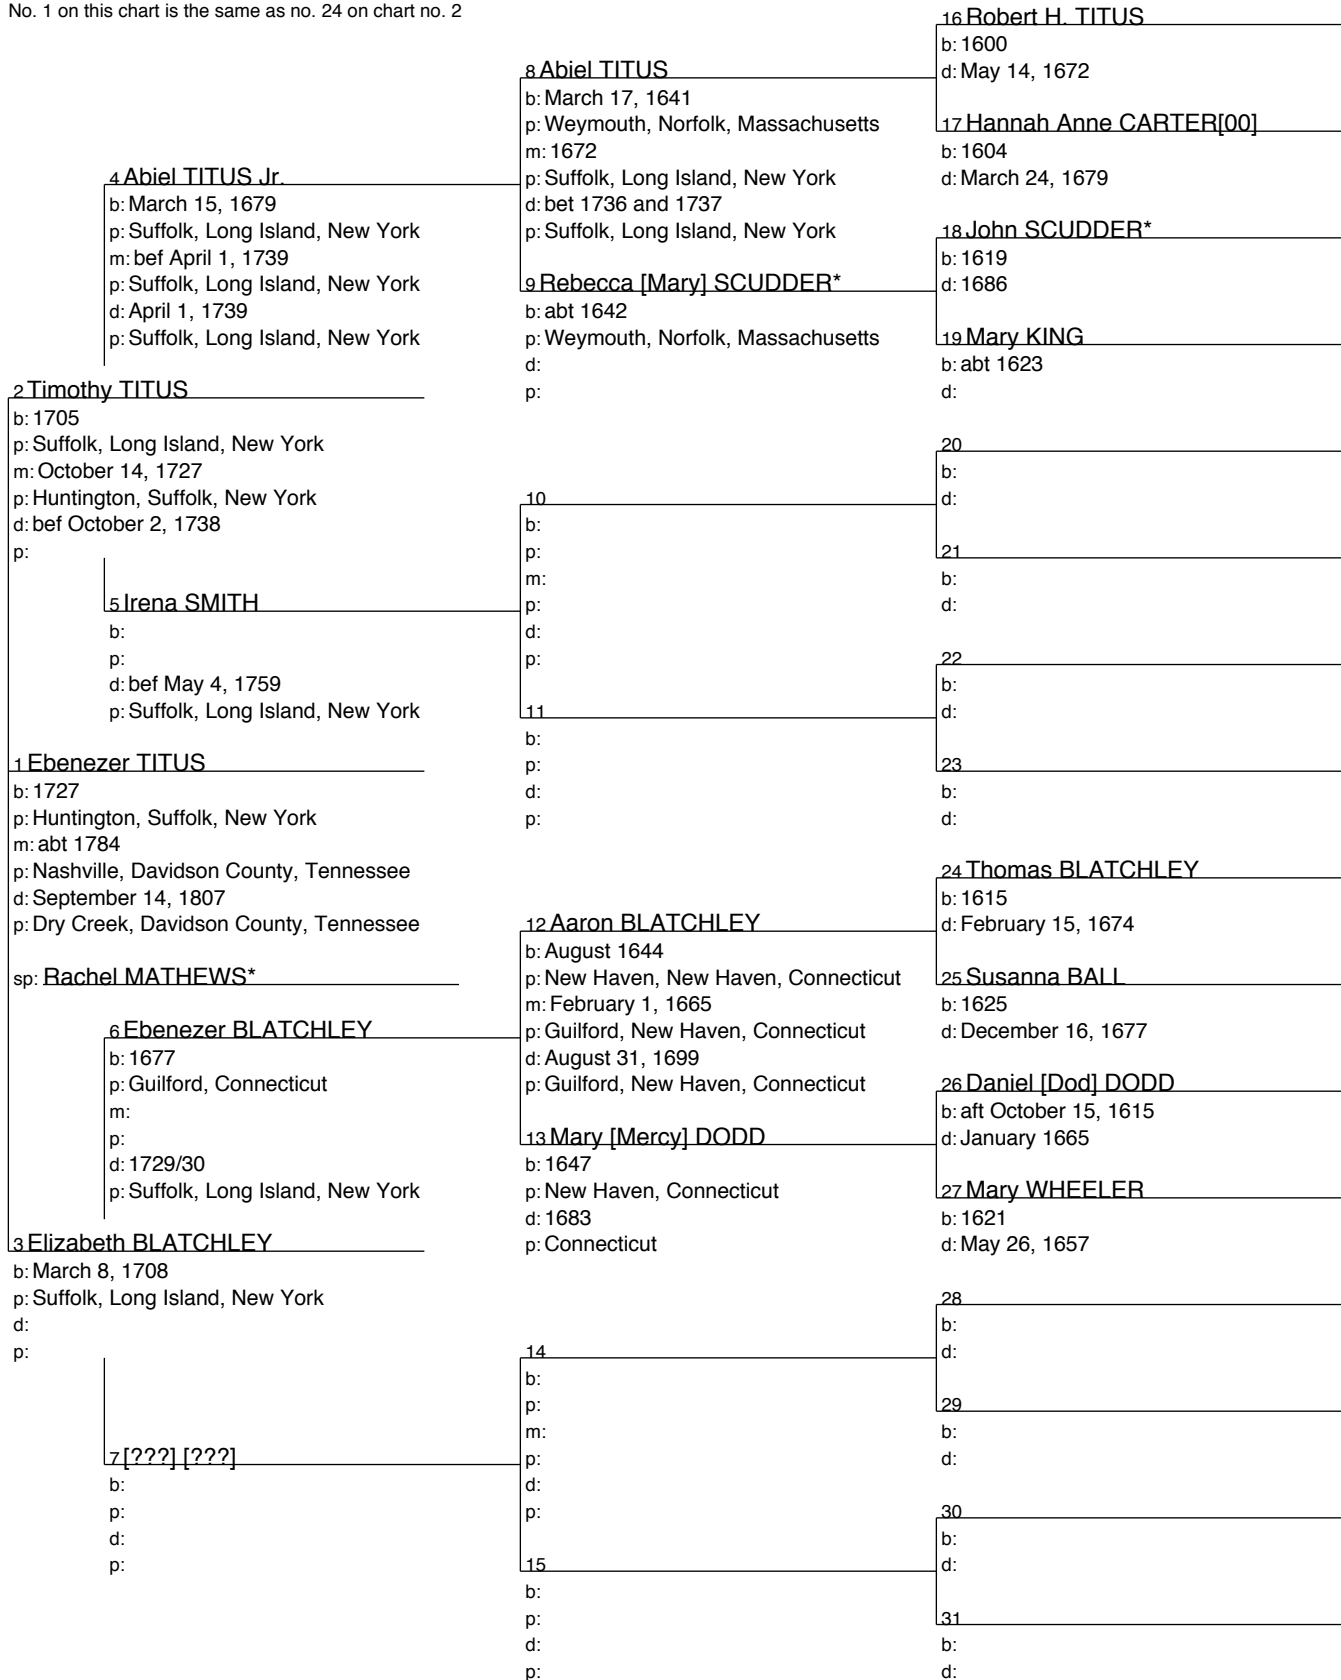 No. 1 on this chart is the same as no. 24 on chart no. 2
16 Robert H. TITUS
b: 1600
d: May 14, 1672
8 Abiel TITUS
b: March 17, 1641
p: Weymouth, Norfolk, Massachusetts
m: 1672
p: Suffolk, Long Island, New York
d: bet 1736 and 1737
p: Suffolk, Long Island, New York
17 Hannah Anne CARTER[00]
b: 1604
d: March 24, 1679
4 Abiel TITUS Jr.
b: March 15, 1679
p: Suffolk, Long Island, New York
m: bef April 1, 1739
p: Suffolk, Long Island, New York
d: April 1, 1739
p: Suffolk, Long Island, New York
18 John SCUDDER*
b: 1619
d: 1686
9 Rebecca [Mary] SCUDDER*
b: abt 1642
p: Weymouth, Norfolk, Massachusetts
d:
p:
19 Mary KING
b: abt 1623
d:
2 Timothy TITUS
b: 1705
p: Suffolk, Long Island, New York
m: October 14, 1727
p: Huntington, Suffolk, New York
d: bef October 2, 1738
p:
20
b:
d:
10
b:
p:
m:
p:
d:
p:
21
b:
d:
5 Irena SMITH
b:
p:
d: bef May 4, 1759
p: Suffolk, Long Island, New York
22
b:
d:
11
b:
p:
d:
p:
23
b:
d:
1 Ebenezer TITUS
b: 1727
p: Huntington, Suffolk, New York
m: abt 1784
p: Nashville, Davidson County, Tennessee
d: September 14, 1807
p: Dry Creek, Davidson County, Tennessee
sp: Rachel MATHEWS*
24 Thomas BLATCHLEY
b: 1615
d: February 15, 1674
12 Aaron BLATCHLEY
b: August 1644
p: New Haven, New Haven, Connecticut
m: February 1, 1665
p: Guilford, New Haven, Connecticut
d: August 31, 1699
p: Guilford, New Haven, Connecticut
25 Susanna BALL
b: 1625
d: December 16, 1677
6 Ebenezer BLATCHLEY
b: 1677
p: Guilford, Connecticut
m:
p:
d: 1729/30
p: Suffolk, Long Island, New York
26 Daniel [Dod] DODD
b: aft October 15, 1615
d: January 1665
13 Mary [Mercy] DODD
b: 1647
p: New Haven, Connecticut
d: 1683
p: Connecticut
27 Mary WHEELER
b: 1621
d: May 26, 1657
3 Elizabeth BLATCHLEY
b: March 8, 1708
p: Suffolk, Long Island, New York
d:
p:
28
b:
d:
14
b:
p:
m:
p:
d:
p:
29
b:
d:
7 [???] [???]
b:
p:
d:
p:
30
b:
d:
15
b:
p:
d:
p:
31
b:
d: